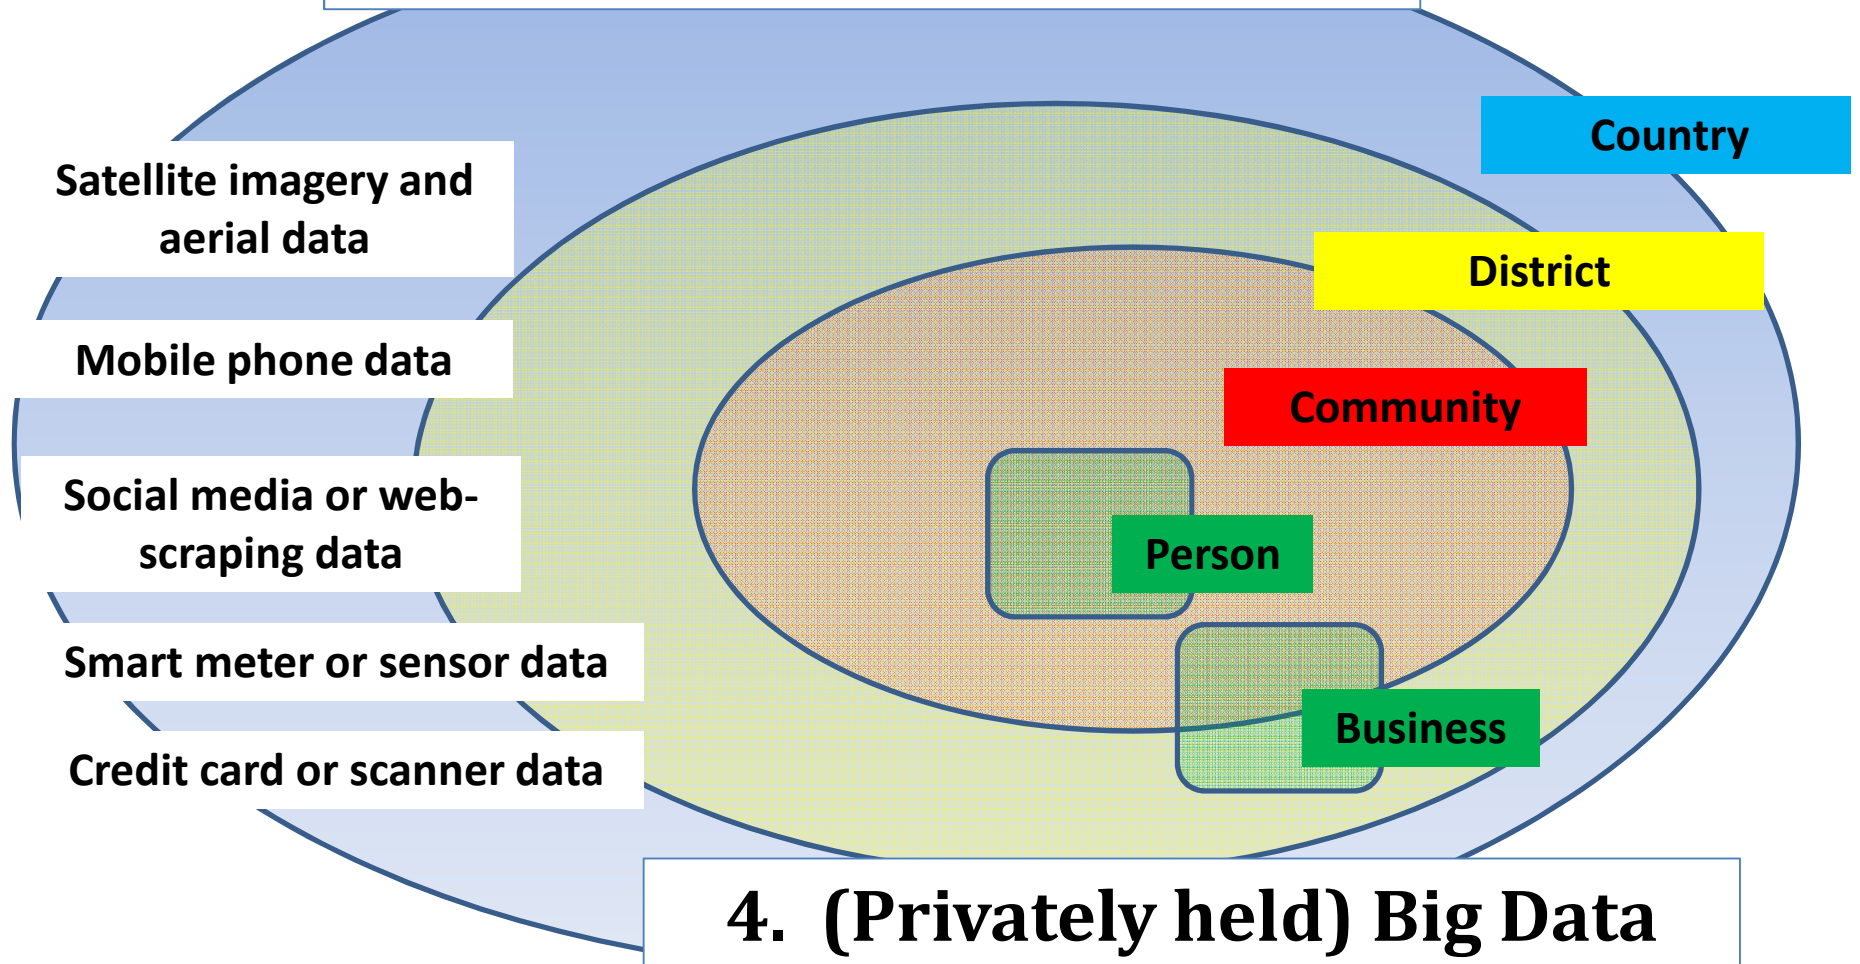 Country
Satellite imagery and
aerial data
District
Mobile phone data
Community
Social media or web-
scraping data
Person
Smart meter or sensor data
Business
Credit card or scanner data
4. (Privately held) Big Data